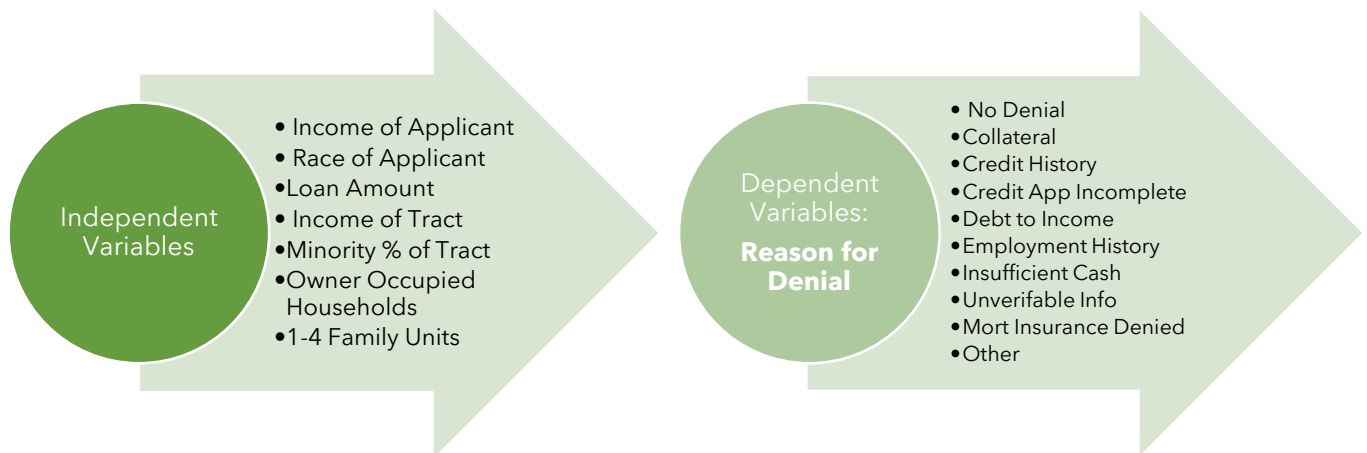 Independent
Variables
• Income of Applicant
• Race of Applicant
•Loan Amount
• Income of Tract
•Minority % of Tract
•Owner Occupied
Households
•1-4 Family Units
Dependent
Variables:
Reason for
Denial
• No Denial
•Collateral
•Credit History
•Credit App Incomplete
•Debt to Income
•Employment History
•Insufficient Cash
•Unverifable Info
•Mort Insurance Denied
•Other